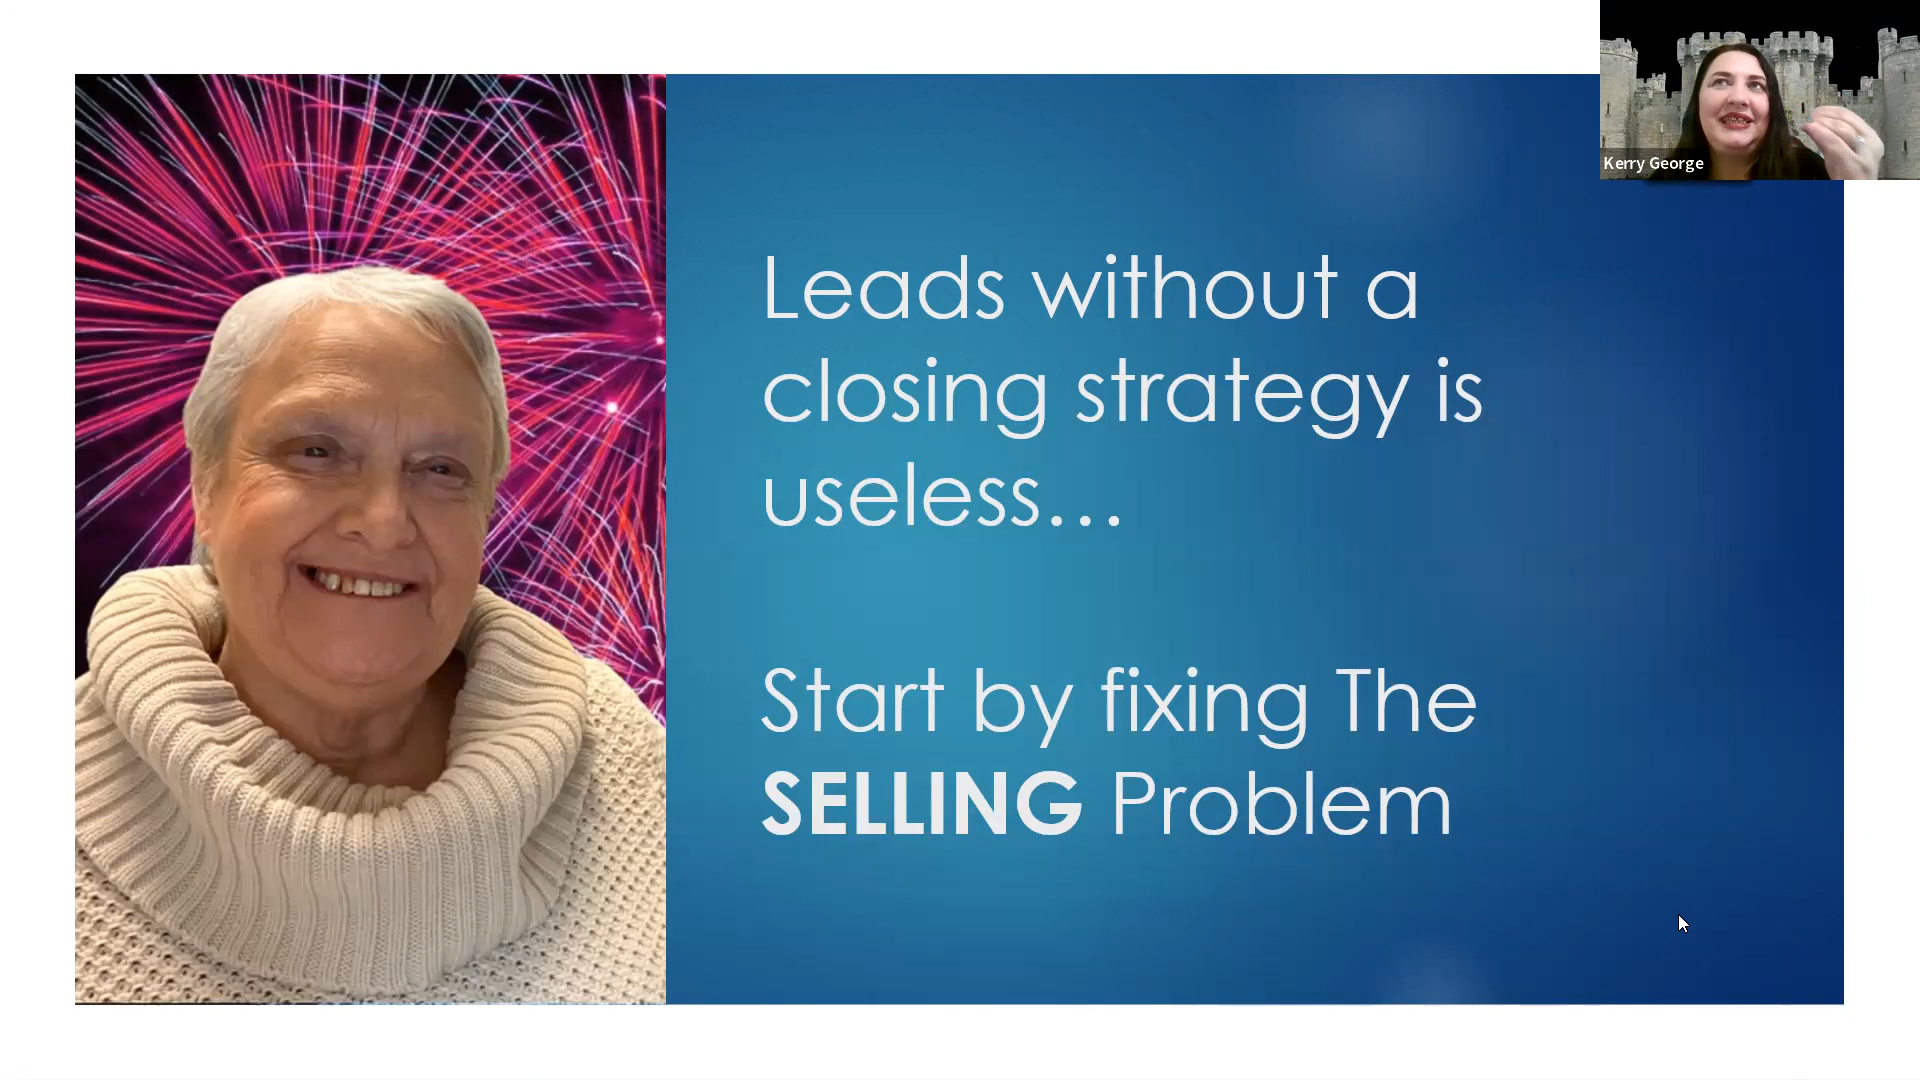 Kerry George
Leads without a
closing strategy is
useless...
Start by fixing The
SELLING Problem